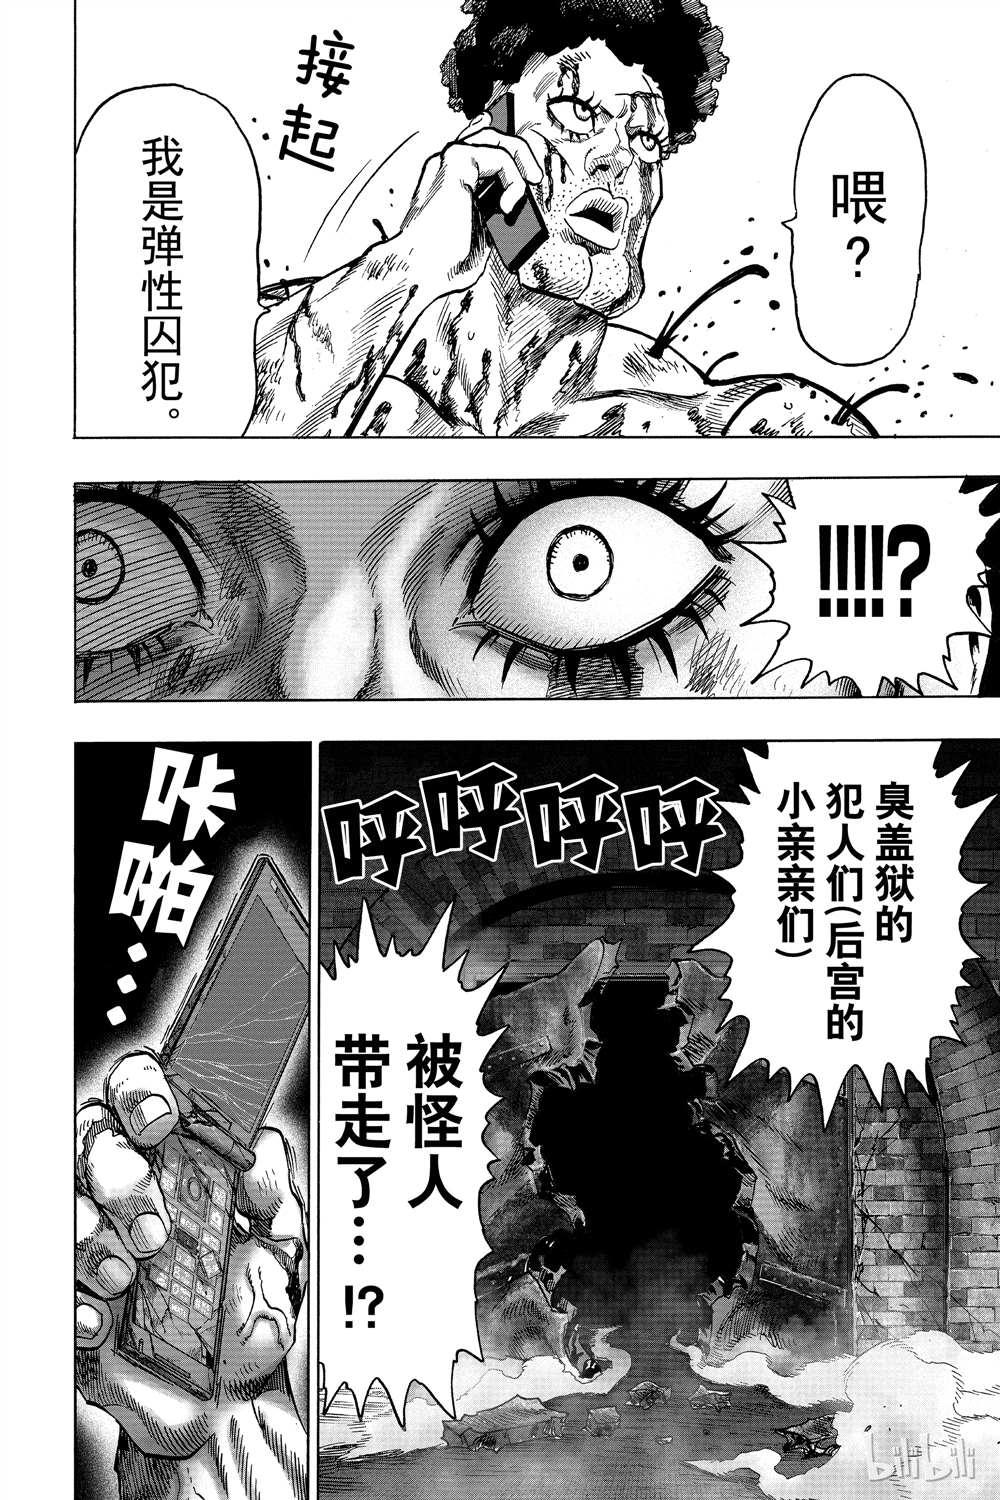 喂？
接起
我是弹性囚犯。
!!!!?
臭盖狱的
犯人们(后宫的
小亲亲们)
呼呼呼呼
被怪人
带走了……!?
咔
啪…
bilibili